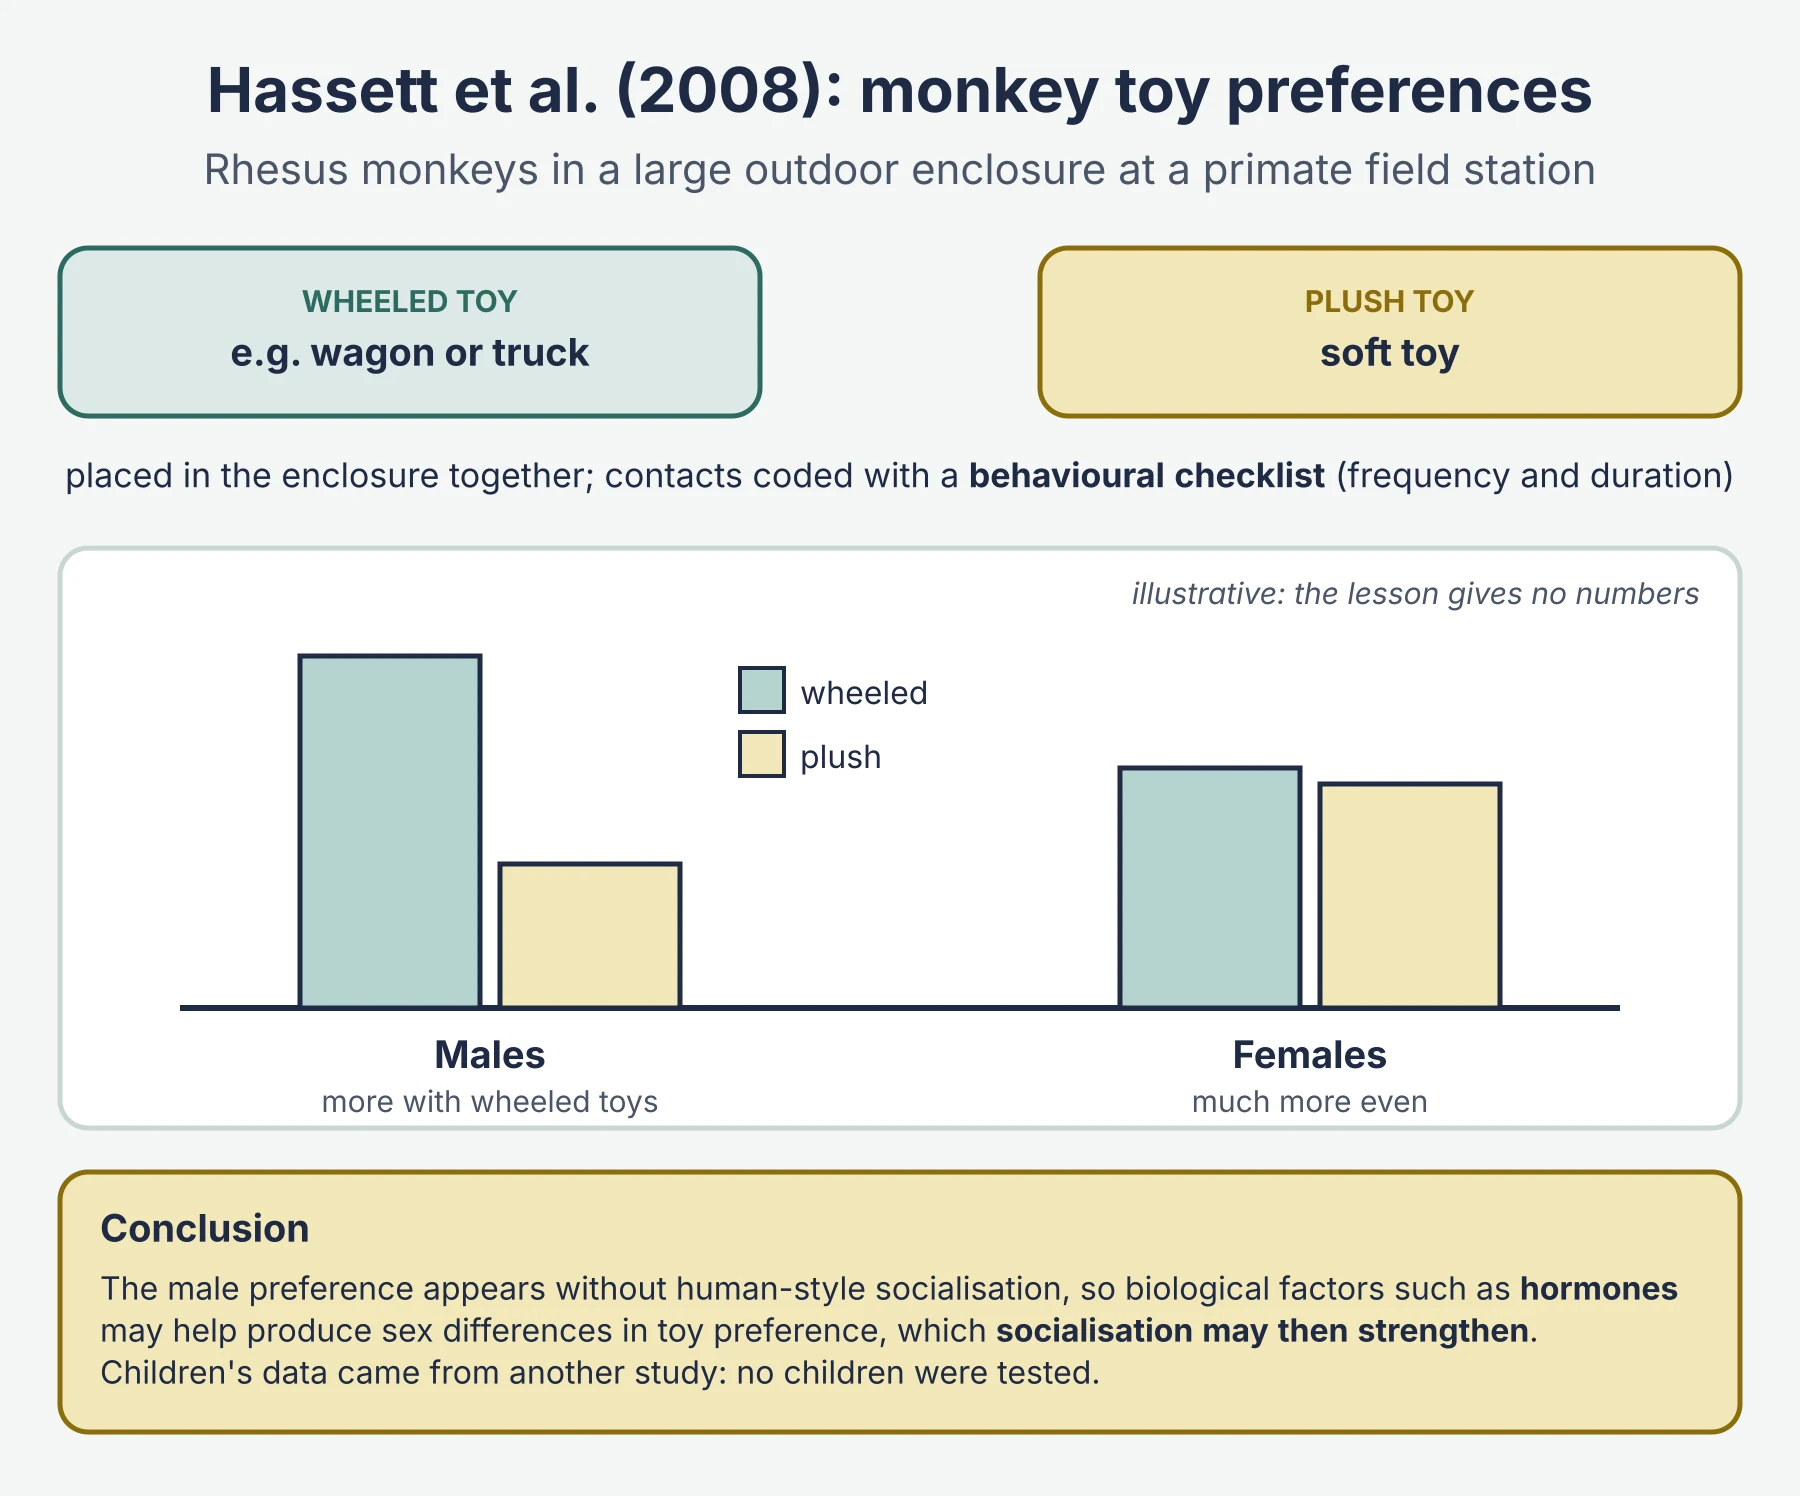 Hassett et al. (2008): monkey toy preferences
Rhesus monkeys in a large outdoor enclosure at a primate field station
WHEELED TOY
e.g. wagon or truck
PLUSH TOY
soft toy
placed in the enclosure together; contacts coded with a behavioural checklist (frequency and duration)
illustrative: the lesson gives no numbers
wheeled
plush
Males
more with wheeled toys
Females
much more even
Conclusion
The male preference appears without human-style socialisation, so biological factors such as hormones
may help produce sex differences in toy preference, which socialisation may then strengthen.
Children's data came from another study: no children were tested.